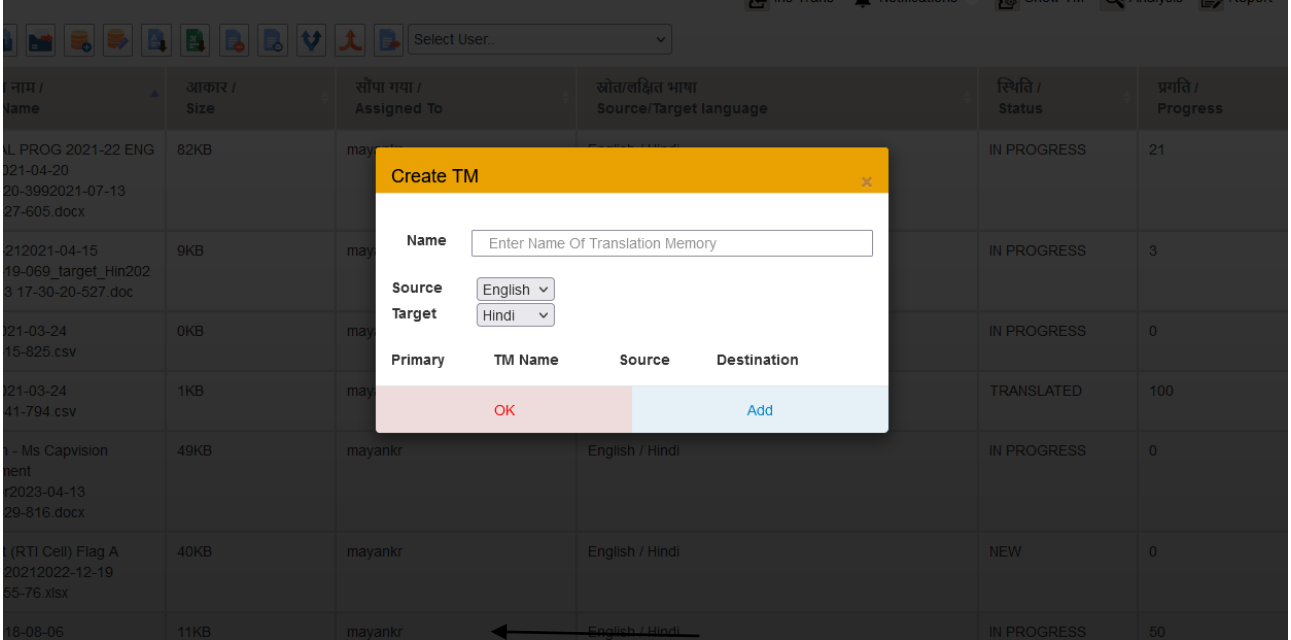 Notifications
Show TM
Analysis
Report
Select User..
नाम /
Name
आकार /
Size
सौंपा गया /
Assigned To
स्रोत/लक्षित भाषा
Source/Target language
स्थिति /
Status
प्रगति /
Progress
PROG 2021-22 ENG
82KB
IN PROGRESS
21
021-04-20
20-3992021-07-13
27-605.docx
Create TM
×
Name
Enter Name Of Translation Memory
Source
English
Target
Hindi
Primary
TM Name
Source
Destination
OK
Add
212021-04-15
9KB
IN PROGRESS
3
19-069_target_Hin202
3 17-30-20-527.doc
021-03-24
0KB
IN PROGRESS
0
15-825.csv
021-03-24
1KB
TRANSLATED
100
41-794.csv
- Ms Capvision
49KB
mayankr
English / Hindi
IN PROGRESS
0
r2023-04-13
29-816.docx
(RTI Cell) Flag A
40KB
mayankr
English / Hindi
NEW
0
20212022-12-19
55-76.xlsx
18-08-06
11KB
mayankr
English / Hindi
IN PROGRESS
50